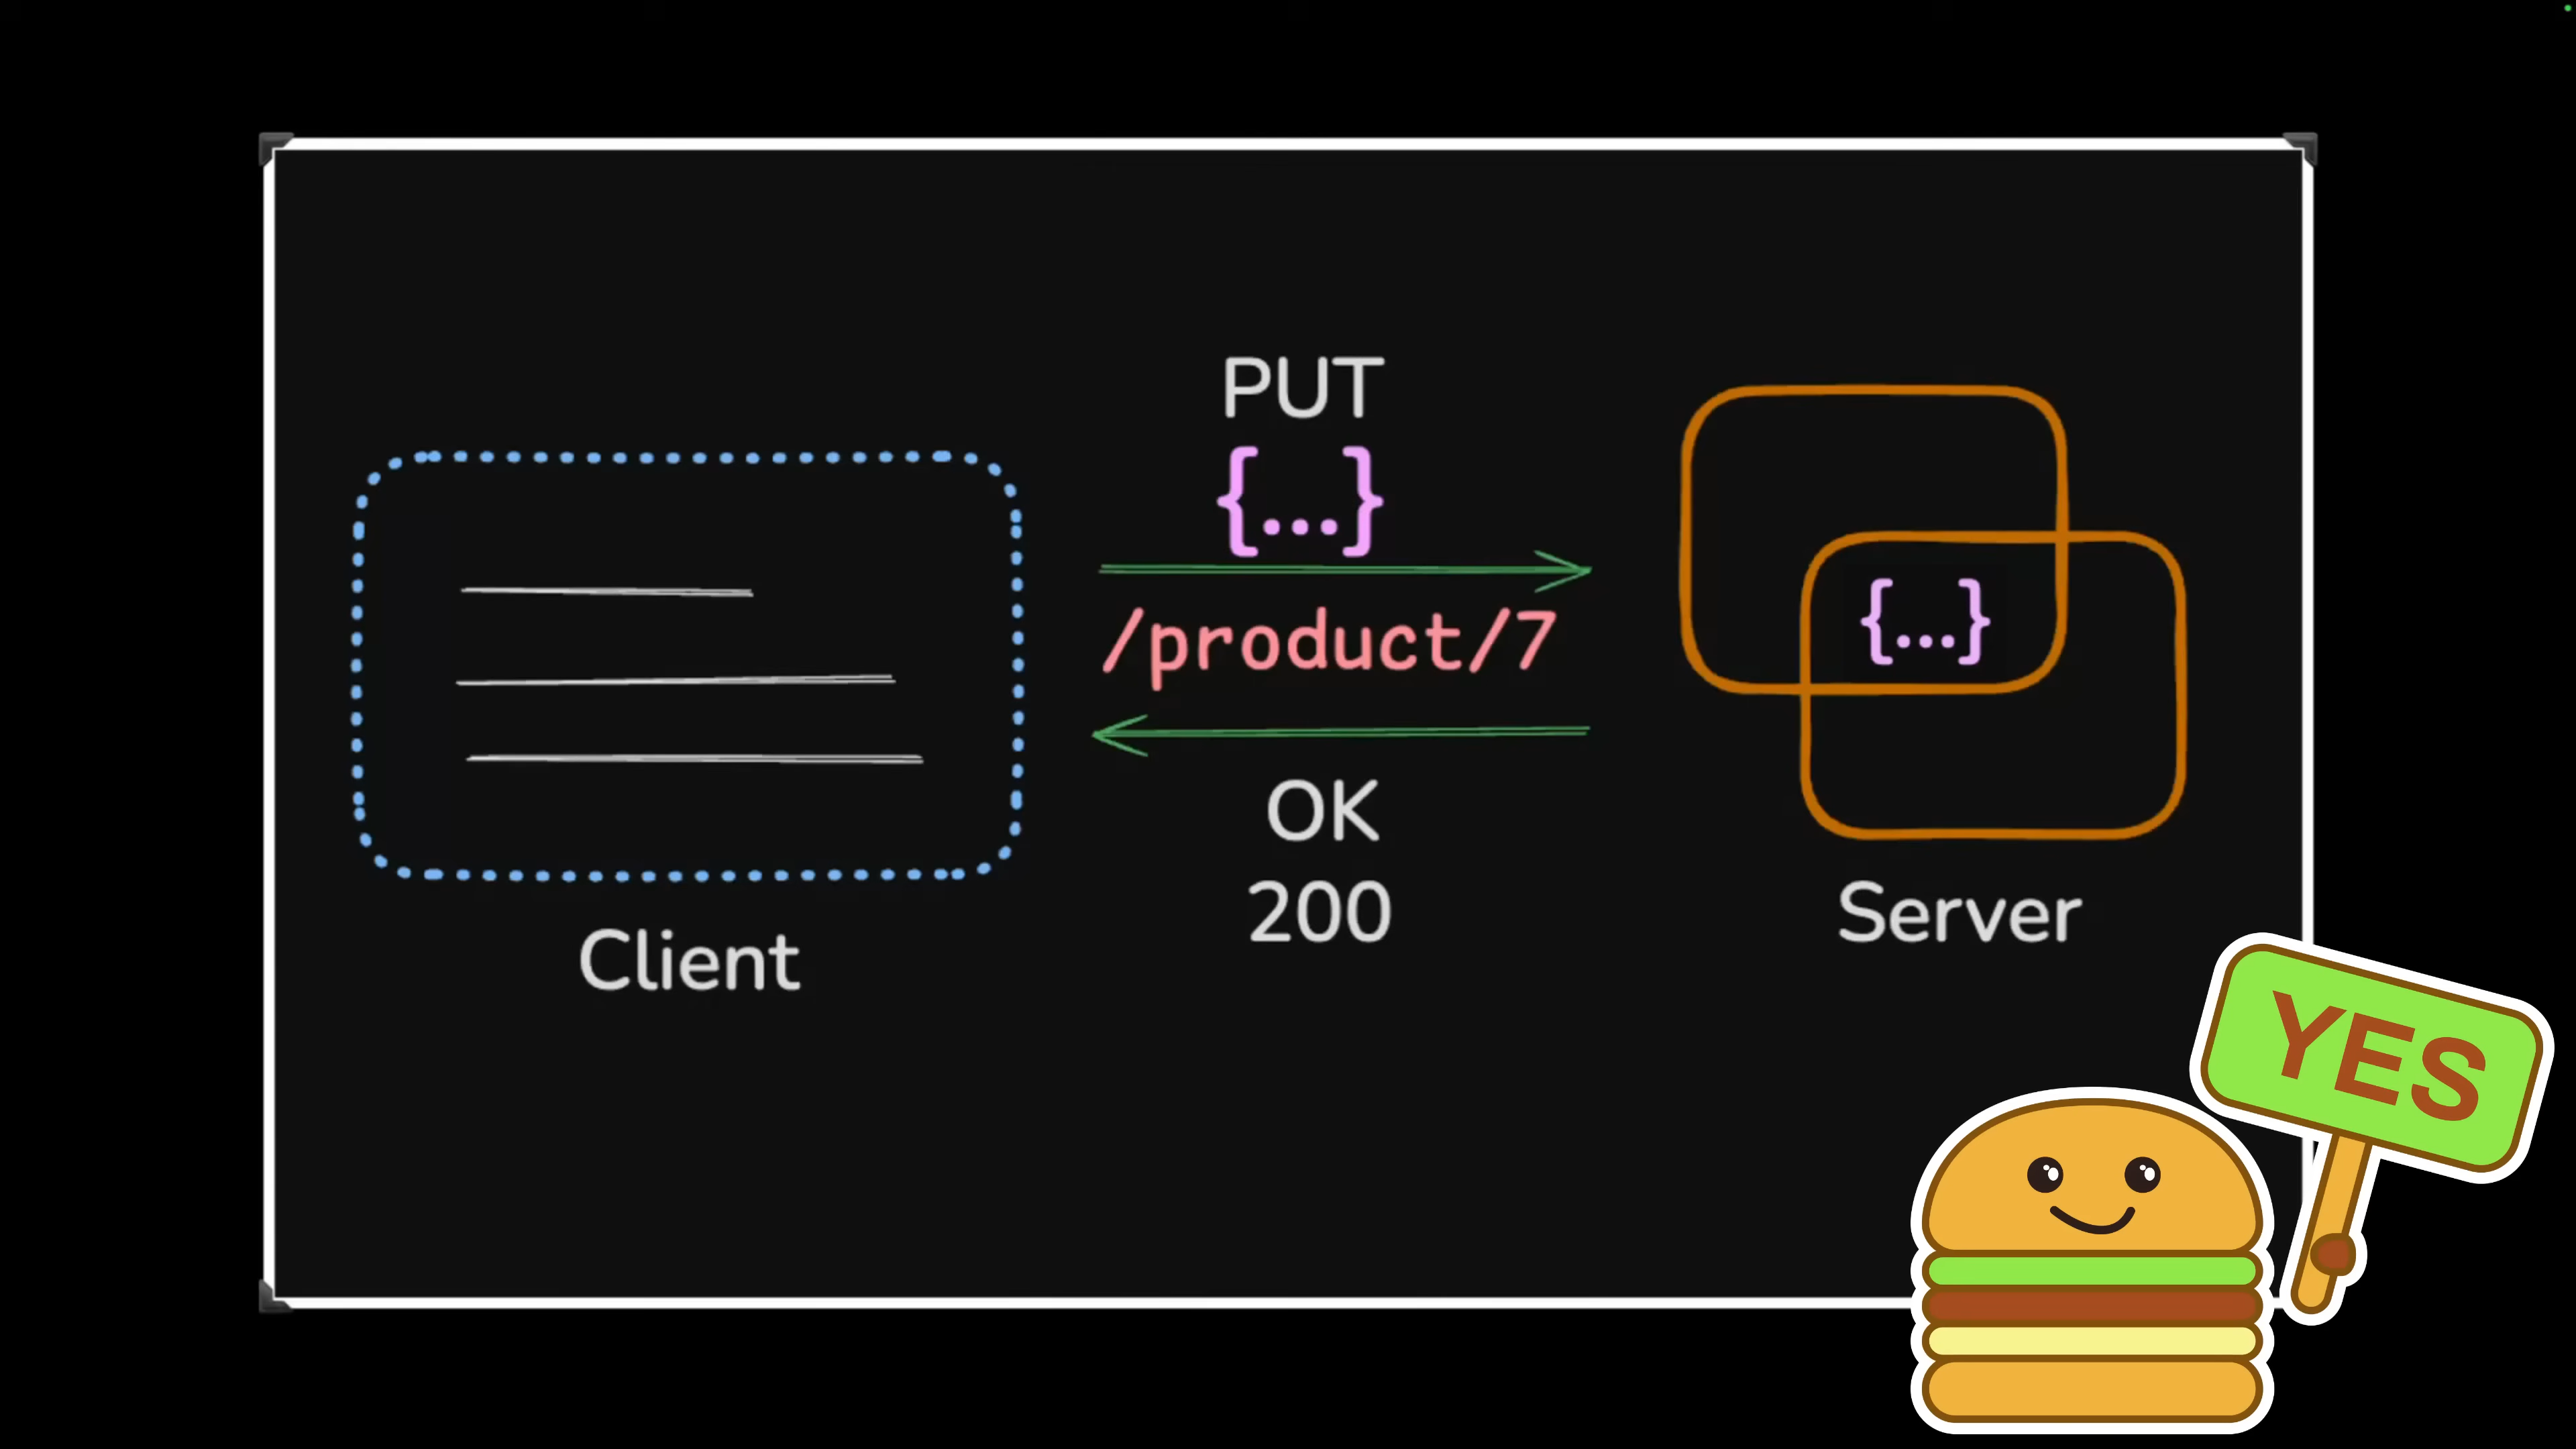 PUT
{...}
/product/7
{...}
OK
200
Client
Server
YES